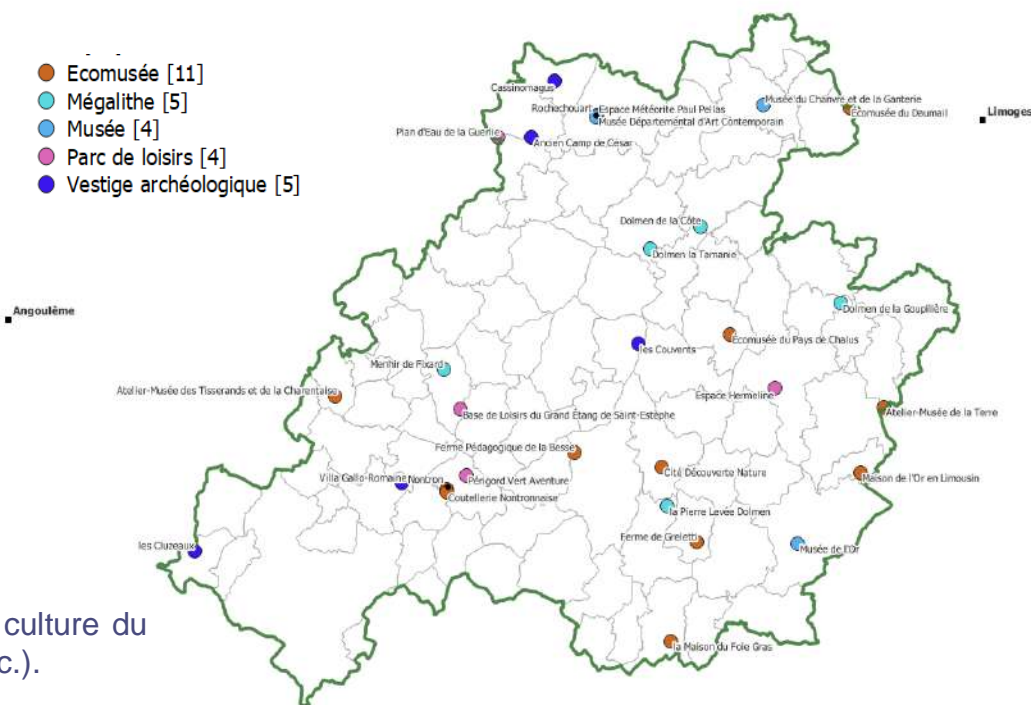 Ecomusée [11]
Mégalithe [5]
Musée [4]
Parc de loisirs [4]
Vestige archéologique [5]
Cassinomagus
Rochechouart
Espace Météorite Paul Pellas
Musée Départemental d'Art Contemporain
Musée du Chanvre et de la Ganterie
Ecomusée du Daumail
Limoges
Plan d'Eau de la Guerlie
Ancien Camp de César
Dolmen de la Côte
Dolmen la Tamanie
Dolmen de la Goupillère
Angoulême
les Couvents
Ecomusée du Pays de Chalus
Menhir de Fixard
Atelier-Musée des Tisserands et de la Charentaise
Espace Hermeline
Base de Loisirs du Grand Étang de Saint-Estèphe
Atelier-Musée de la Terre
Ferme Pédagogique de la Besse
Cité Découverte Nature
Maison de l'Or en Limousin
Villa Gallo-Romaine
Nontron
Périgord Vert Aventure
Coutellerie Nontronnaise
la Pierre Levée Dolmen
Ferme de Greletti
Musée de l'Or
les Cluzeaux
culture du
c.).
la Maison du Foie Gras